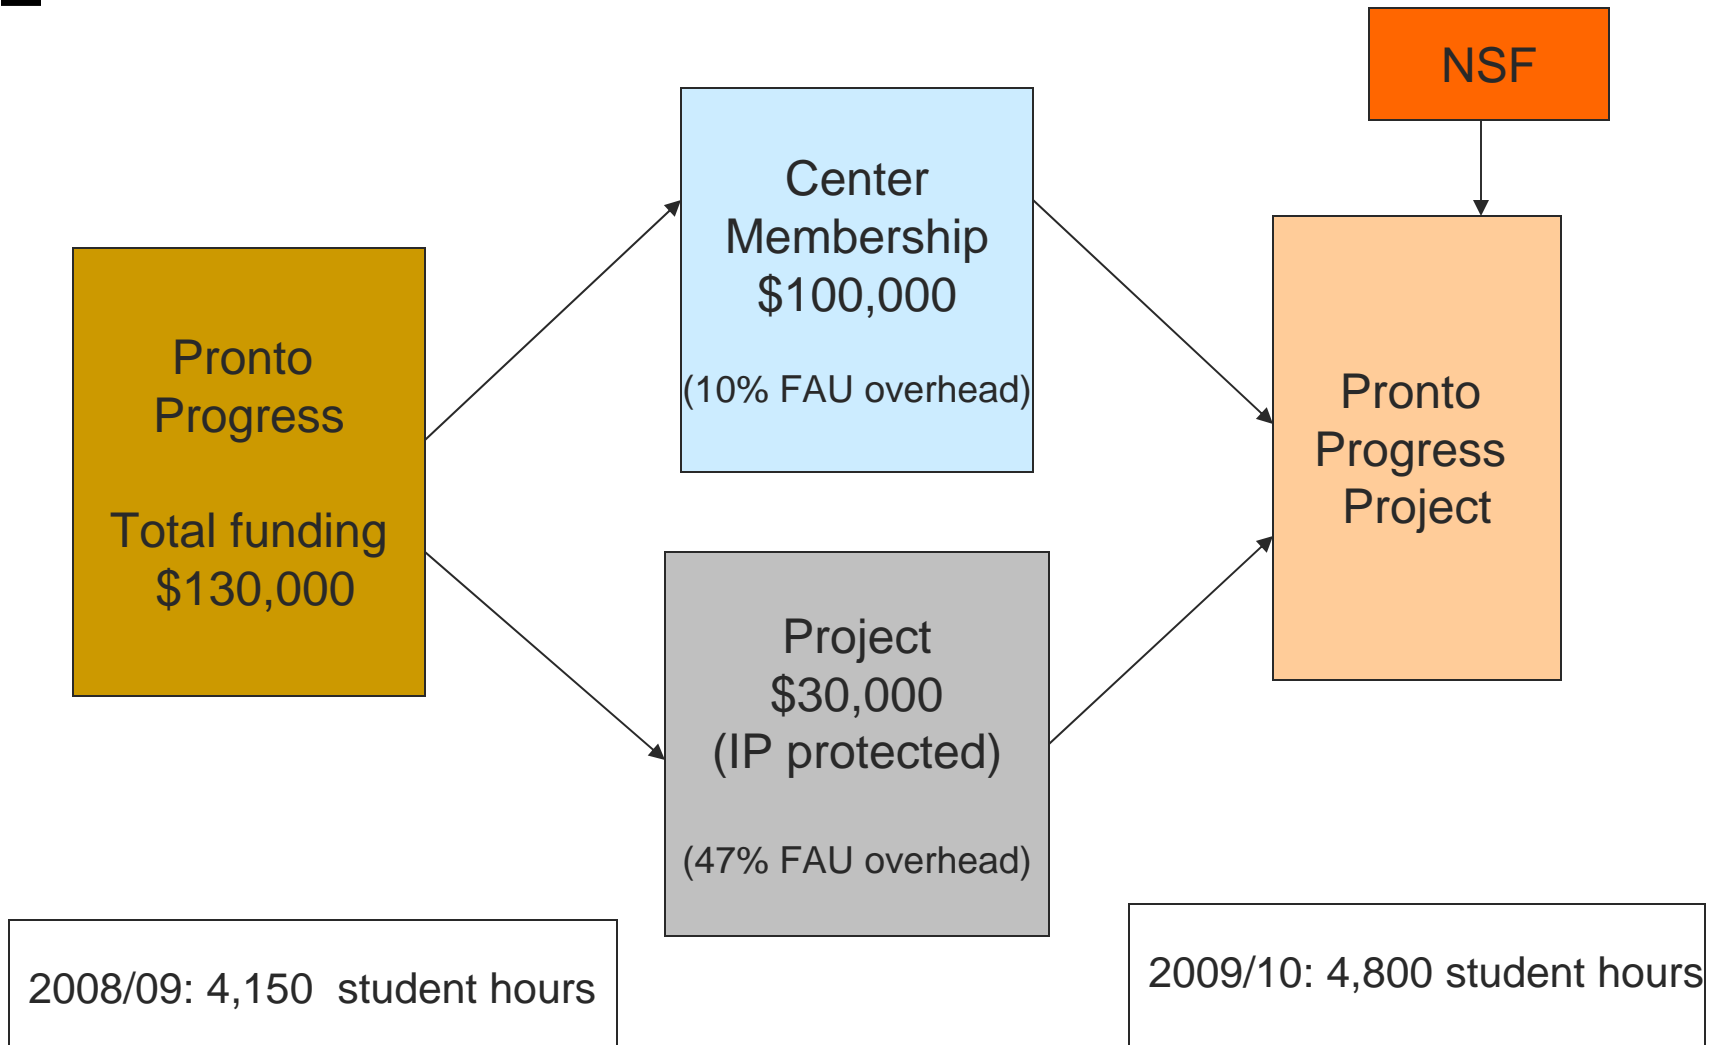 NSF
Center
Membership
$100,000
(10% FAU overhead)
Pronto
Progress
Total funding
$130,000
Pronto
Progress
Project
Project
$30,000
(IP protected)
(47% FAU overhead)
2008/09: 4,150 student hours
2009/10: 4,800 student hours